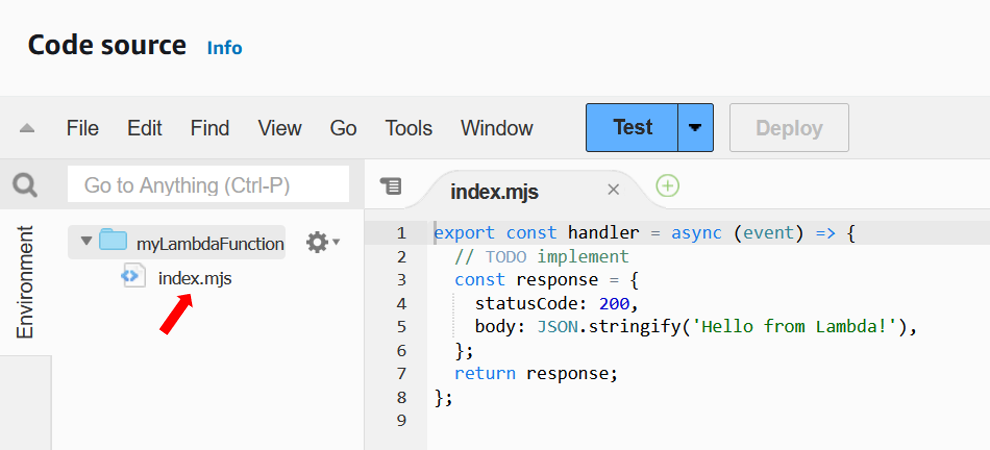 Code source Info
File Edit Find View Go Tools Window Test Deploy
Go to Anything (Ctrl-P)
index.mjs
Environment
myLambdaFunction
index.mjs
1 export const handler = async (event) => {
2   // TODO implement
3   const response = {
4     statusCode: 200,
5     body: JSON.stringify('Hello from Lambda!'),
6   };
7   return response;
8 };
9